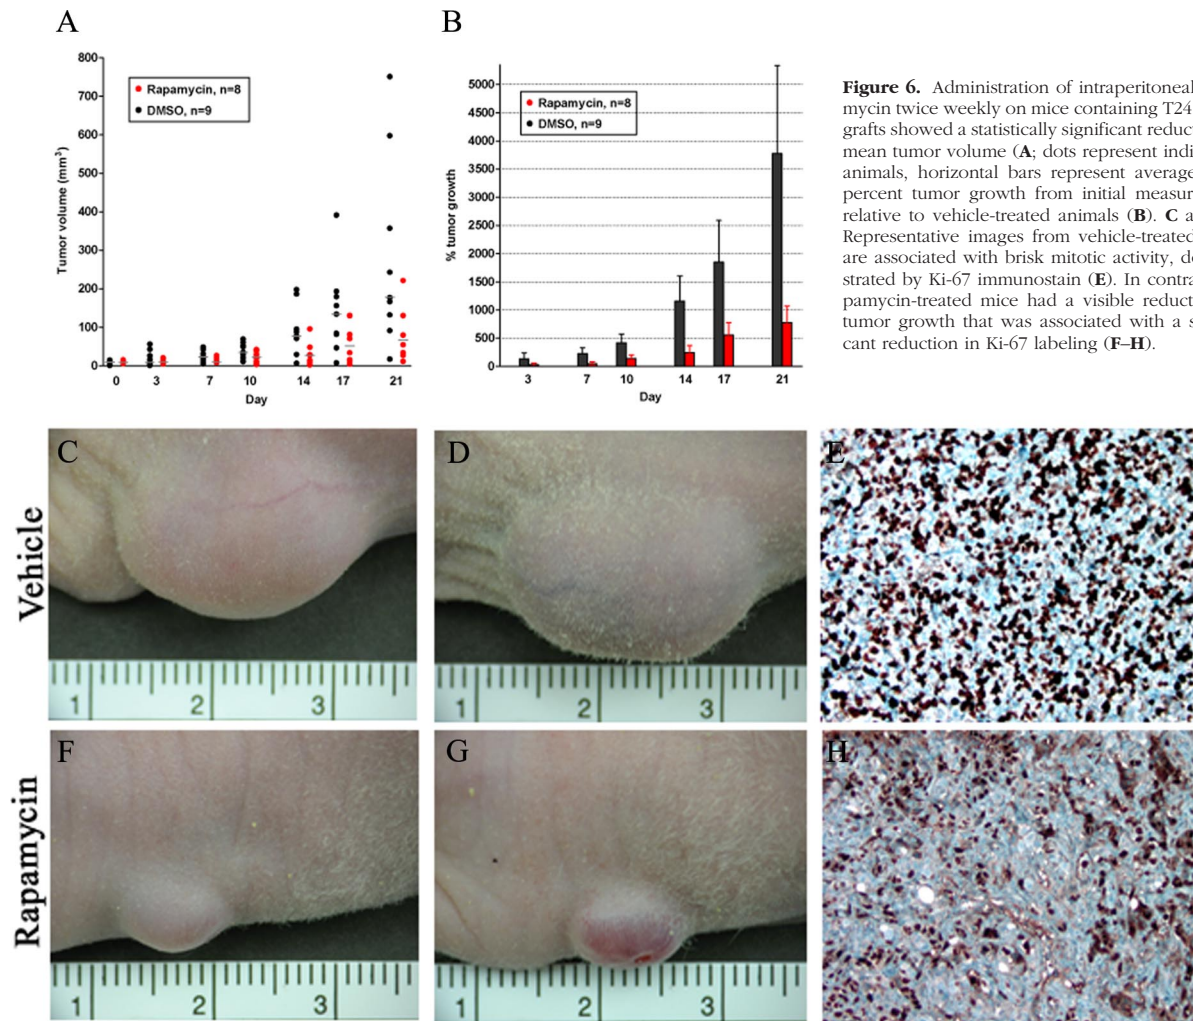 A
B
800
700
600
500
400
300
200
100
0
Tumor volume (mm3)
Rapamycin, n=8
DMSO, n=9
0 3 7 10 14 17 21
Day
5000
4500
4000
3500
3000
2500
2000
1500
1000
500
0
% tumor growth
Rapamycin, n=8
DMSO, n=9
3 7 10 14 17 21
Day
Figure 6. Administration of intraperitoneal
mycin twice weekly on mice containing T24
grafts showed a statistically significant reduct
mean tumor volume (A; dots represent indi
animals, horizontal bars represent average
percent tumor growth from initial measur
relative to vehicle-treated animals (B). C a
Representative images from vehicle-treated
are associated with brisk mitotic activity, de
strated by Ki-67 immunostain (E). In contra
pamycin-treated mice had a visible reduct
tumor growth that was associated with a s
cant reduction in Ki-67 labeling (F–H).
Vehicle
C
1 2 3
D
1 2 3
E
Rapamycin
F
1 2 3
G
1 2 3
H